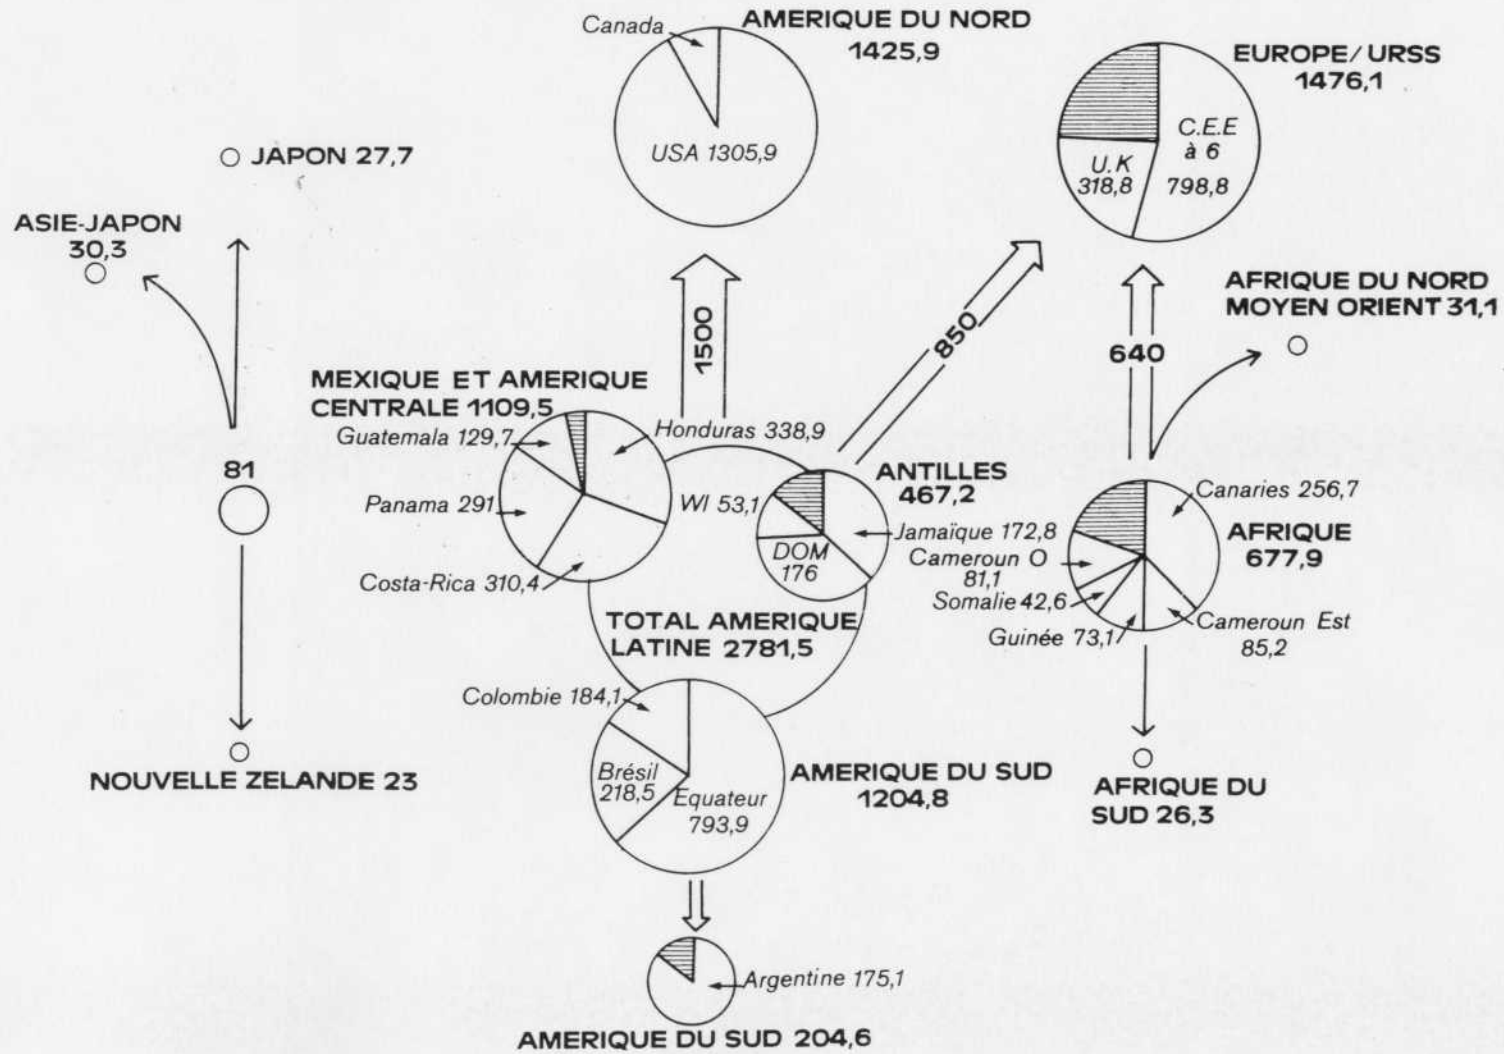 Canada
AMÉRIQUE DU NORD
1425,9
USA 1305,9
EUROPE/ URSS
1476,1
C.E.E
à 6
798,8
U.K
318,8
JAPON 27,7
ASIE-JAPON
30,3
AFRIQUE DU NORD
MOYEN ORIENT 31,1
1500
850
640
MEXIQUE ET AMERIQUE
CENTRALE 1109,5
Guatemala 129,7
Honduras 338,9
Panama 291
Costa-Rica 310,4
81
ANTILLES
467,2
WI 53,1
Jamaïque 172,8
DOM
176
Canaries 256,7
AFRIQUE
677,9
Cameroun O
81,1
Somalie 42,6
Guinée 73,1
Cameroun Est
85,2
TOTAL AMERIQUE
LATINE 2781,5
Colombie 184,1
Brésil
218,5
Equateur
793,9
AMERIQUE DU SUD
1204,8
NOUVELLE ZELANDE 23
AFRIQUE DU
SUD 26,3
Argentine 175,1
AMERIQUE DU SUD 204,6